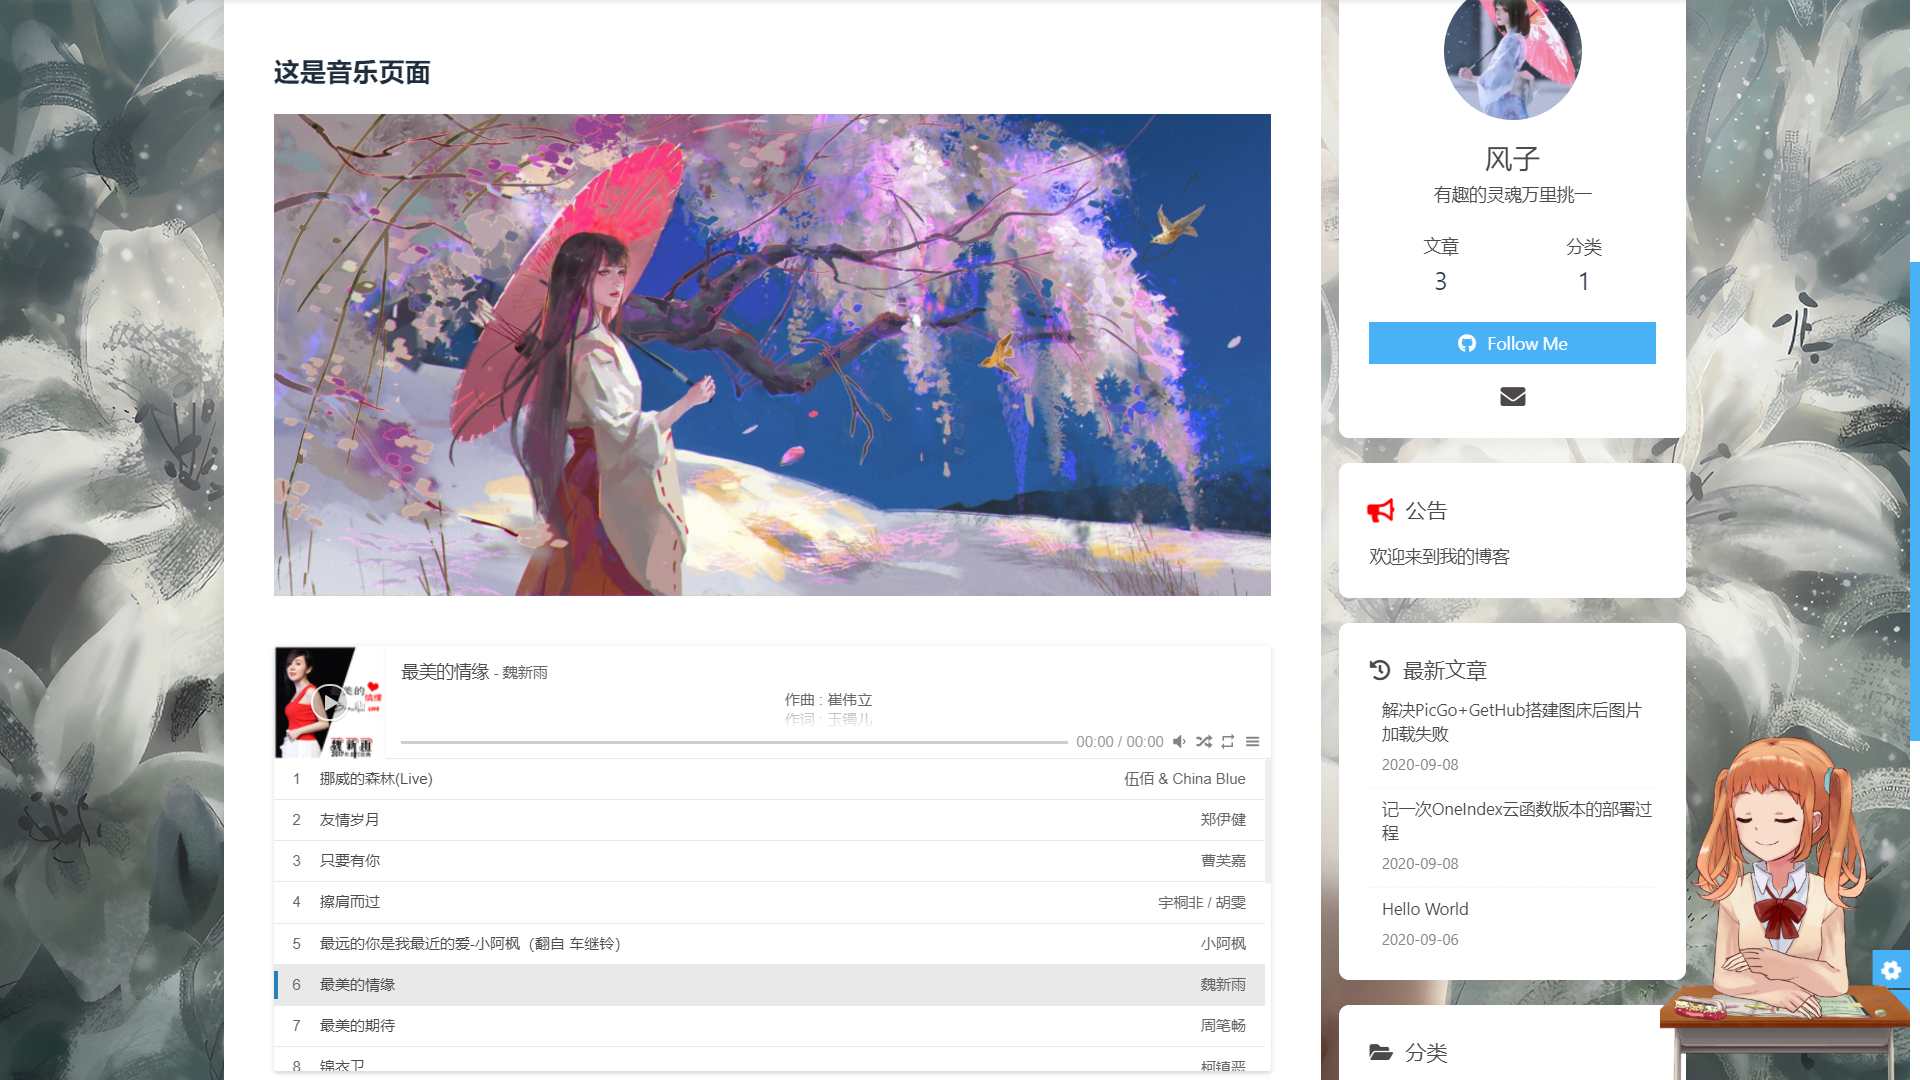 这是音乐页面
最美的情缘 - 魏新雨
作曲 : 崔伟立
作词 : 玉镯儿
00:00 / 00:00
1 挪威的森林(Live) 伍佰 & China Blue
2 友情岁月 郑伊健
3 只要有你 曹芙嘉
4 擦肩而过 宇桐非 / 胡雯
5 最远的你是我最近的爱-小阿枫（翻自 车继铃） 小阿枫
6 最美的情缘 魏新雨
7 最美的期待 周笔畅
8 锦衣卫 柯镇恶
风子
有趣的灵魂万里挑一
文章 分类
3 1
Follow Me
公告
欢迎来到我的博客
最新文章
解决PicGo+GetHub搭建图床后图片
加载失败
2020-09-08
记一次OneIndex云函数版本的部署过
程
2020-09-08
Hello World
2020-09-06
分类